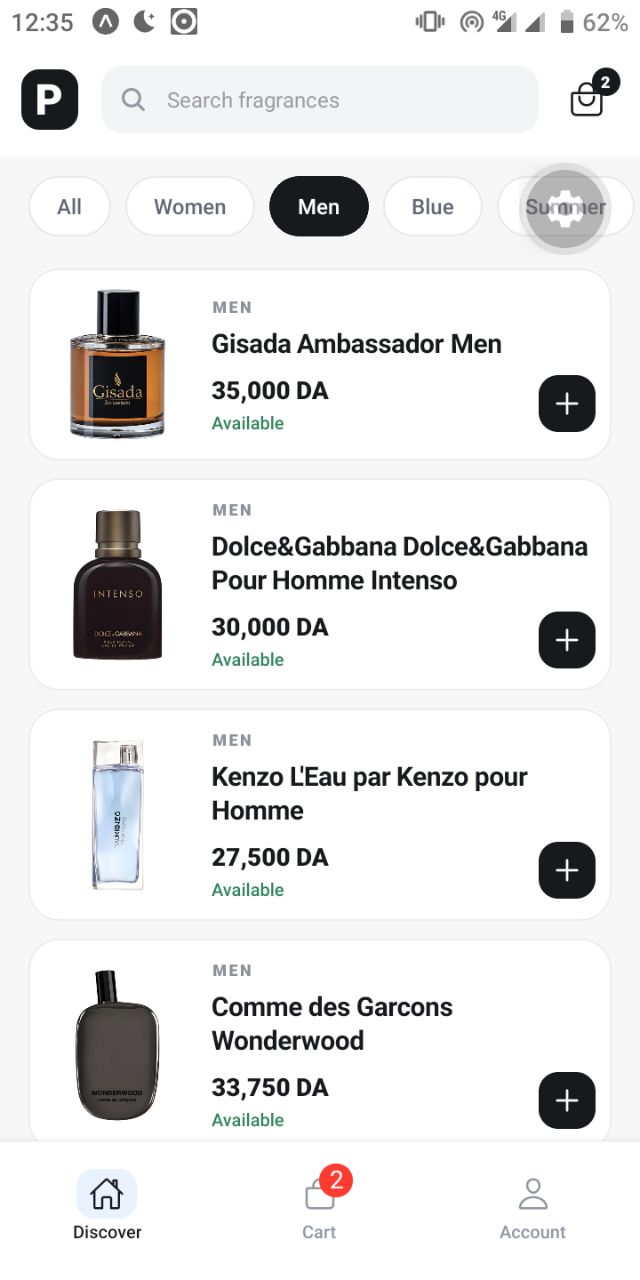 12:35
4G
62%
P
Search fragrances
2
All
Women
Men
Blue
Summer
MEN
Gisada Ambassador Men
35,000 DA
Available
Gisada
MEN
Dolce&Gabbana Dolce&Gabbana
Pour Homme Intenso
30,000 DA
Available
INTENSO
DOLCE & GABBANA
MEN
Kenzo L'Eau par Kenzo pour
Homme
27,500 DA
Available
KENZO
MEN
Comme des Garcons
Wonderwood
33,750 DA
Available
WONDERWOOD
2
Discover
Cart
Account